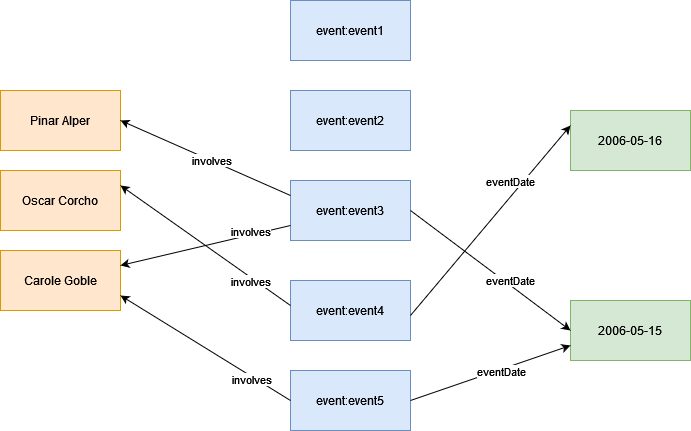 event:event1
Pinar Alper
event:event2
2006-05-16
involves
eventDate
Oscar Corcho
event:event3
involves
Carole Goble
involves
eventDate
event:event4
2006-05-15
involves
eventDate
event:event5